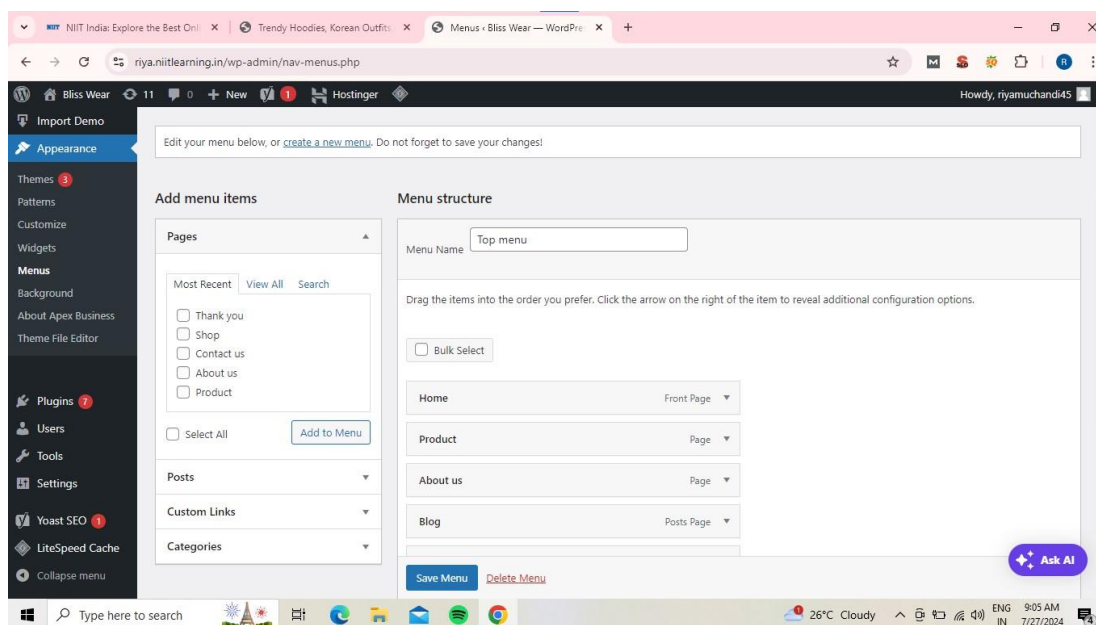 NIIT India: Explore the Best Onli
Trendy Hoodies, Korean Outfits
Menus ‹ Bliss Wear — WordPre
riya.niitlearning.in/wp-admin/nav-menus.php
Bliss Wear 11 0 + New 1 Hostinger
Howdy, riyamuchandi45
Import Demo
Appearance
Themes 3
Patterns
Customize
Widgets
Menus
Background
About Apex Business
Theme File Editor
Plugins 7
Users
Tools
Settings
Yoast SEO 1
LiteSpeed Cache
Collapse menu
Edit your menu below, or create a new menu. Do not forget to save your changes!
Add menu items
Pages
Most Recent View All Search
Thank you
Shop
Contact us
About us
Product
Select All Add to Menu
Posts
Custom Links
Categories
Menu structure
Menu Name Top menu
Drag the items into the order you prefer. Click the arrow on the right of the item to reveal additional configuration options.
Bulk Select
Home Front Page
Product Page
About us Page
Blog Posts Page
Save Menu Delete Menu
Ask AI
Type here to search
26°C Cloudy
ENG
IN
9:05 AM
7/27/2024